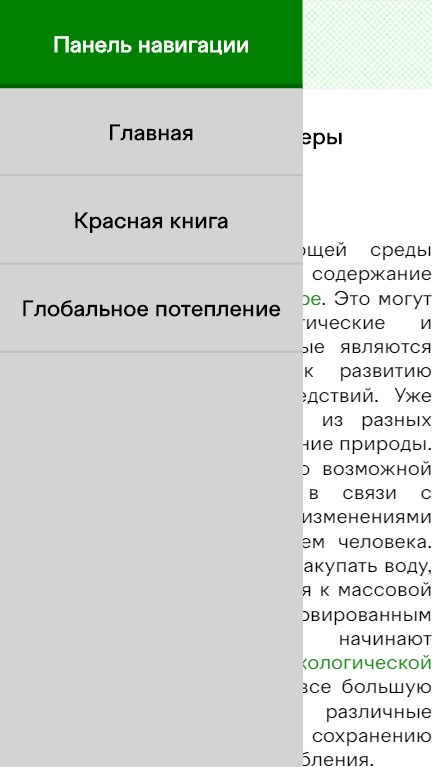 Панель навигации
Главная
Красная книга
Глобальное потепление
еры
ющей среды
содержание
ре. Это могут
тические и
ые являются
к развитию
едствий. Уже
из разных
ние природы.
возможной
в связи с
изменениями
ем человека.
акупать воду,
я к массовой
рвированным
начинают
кологической
все большую
различные
сохранению
бления.